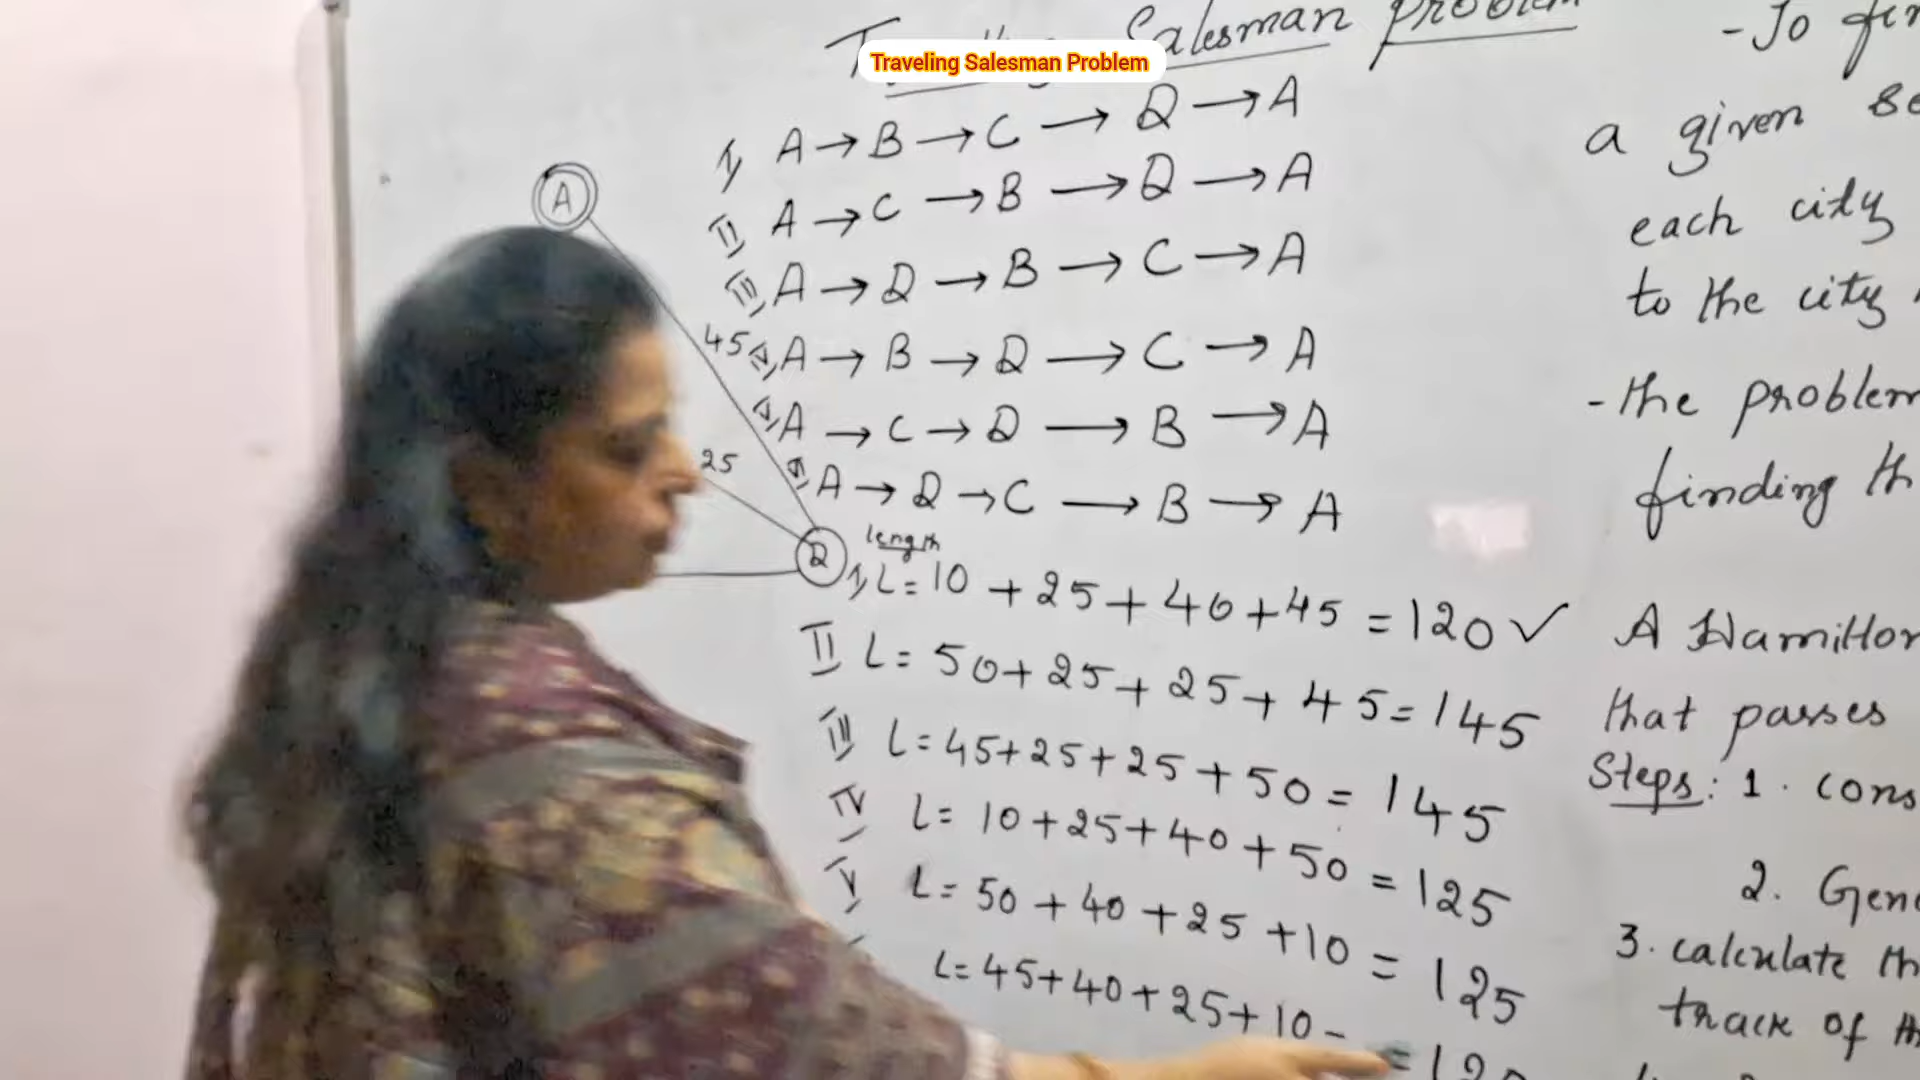 Salesman Problem
Traveling Salesman Problem
I) A → B → C → D → A
II) A → C → B → D → A
III) A → D → B → C → A
IV) A → B → D → C → A
V) A → C → D → B → A
VI) A → D → C → B → A
A
45
25
D
length
1) L = 10 + 25 + 40 + 45 = 120 ✓
II L = 50 + 25 + 25 + 45 = 145
III L = 45 + 25 + 25 + 50 = 145
IV L = 10 + 25 + 40 + 50 = 125
V L = 50 + 40 + 25 + 10 = 125
L = 45 + 40 + 25 + 10 - = 120
- To
a given
each city
to the city
- the problem
finding th
A Hamilton
that passes
Steps: 1. cons
2. Gene
3. calculate th
track of th